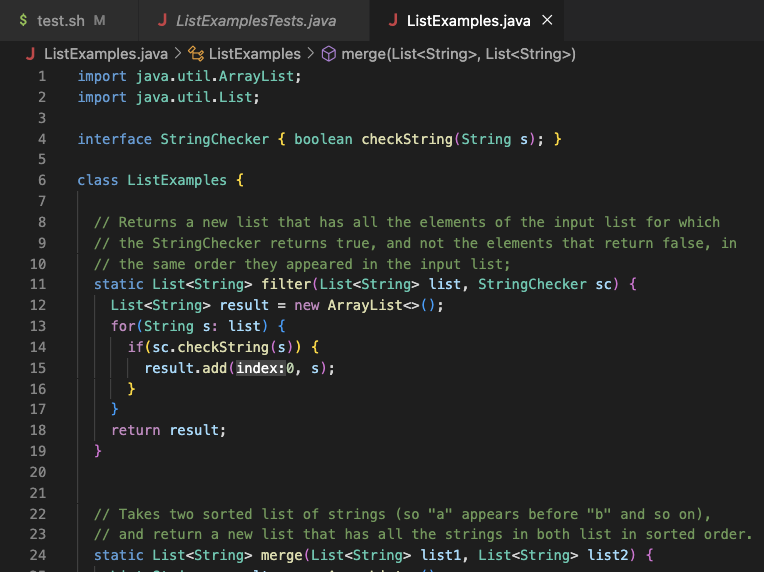 $ test.sh M J ListExamplesTests.java J ListExamples.java ×
J ListExamples.java > ListExamples > merge(List<String>, List<String>)
1 import java.util.ArrayList;
2 import java.util.List;
3
4 interface StringChecker { boolean checkString(String s); }
5
6 class ListExamples {
7
8 // Returns a new list that has all the elements of the input list for which
9 // the StringChecker returns true, and not the elements that return false, in
10 // the same order they appeared in the input list;
11 static List<String> filter(List<String> list, StringChecker sc) {
12 List<String> result = new ArrayList<>();
13 for(String s: list) {
14 if(sc.checkString(s)) {
15 result.add(index:0, s);
16 }
17 }
18 return result;
19 }
20
21
22 // Takes two sorted list of strings (so "a" appears before "b" and so on),
23 // and return a new list that has all the strings in both list in sorted order.
24 static List<String> merge(List<String> list1, List<String> list2) {